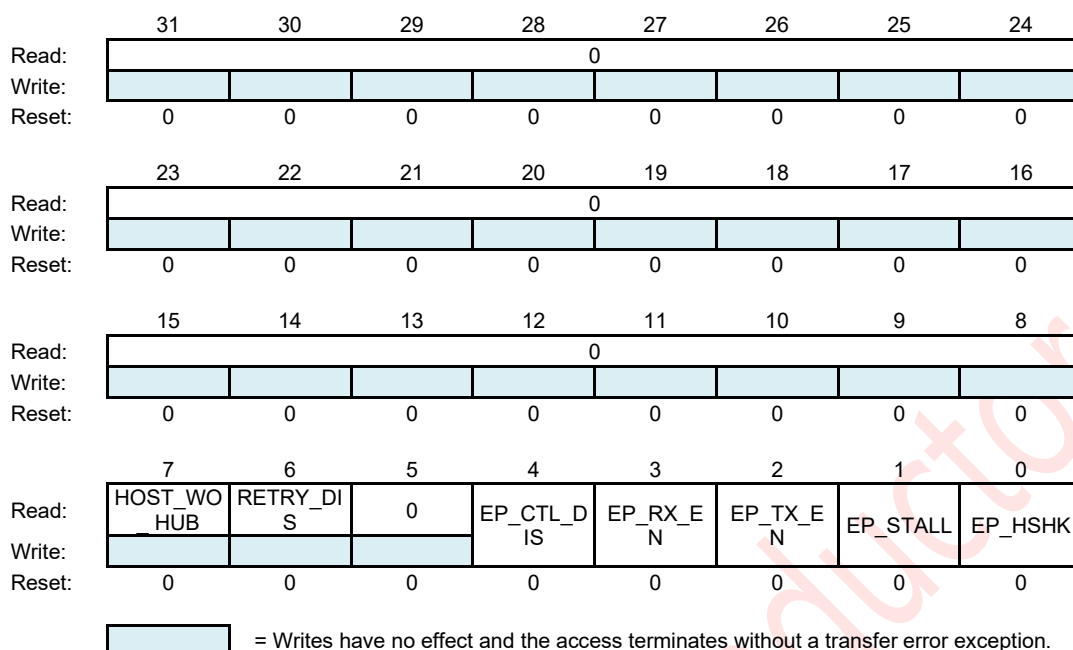 31 30 29 28 27 26 25 24
Read: 0
Write:
Reset: 0 0 0 0 0 0 0 0
23 22 21 20 19 18 17 16
Read: 0
Write:
Reset: 0 0 0 0 0 0 0 0
15 14 13 12 11 10 9 8
Read: 0
Write:
Reset: 0 0 0 0 0 0 0 0
7 6 5 4 3 2 1 0
Read: HOST_WO_HUB RETRY_DIS 0 EP_CTL_DIS EP_RX_EN EP_TX_EN EP_STALL EP_HSHK
Write:
Reset: 0 0 0 0 0 0 0 0
= Writes have no effect and the access terminates without a transfer error exception.